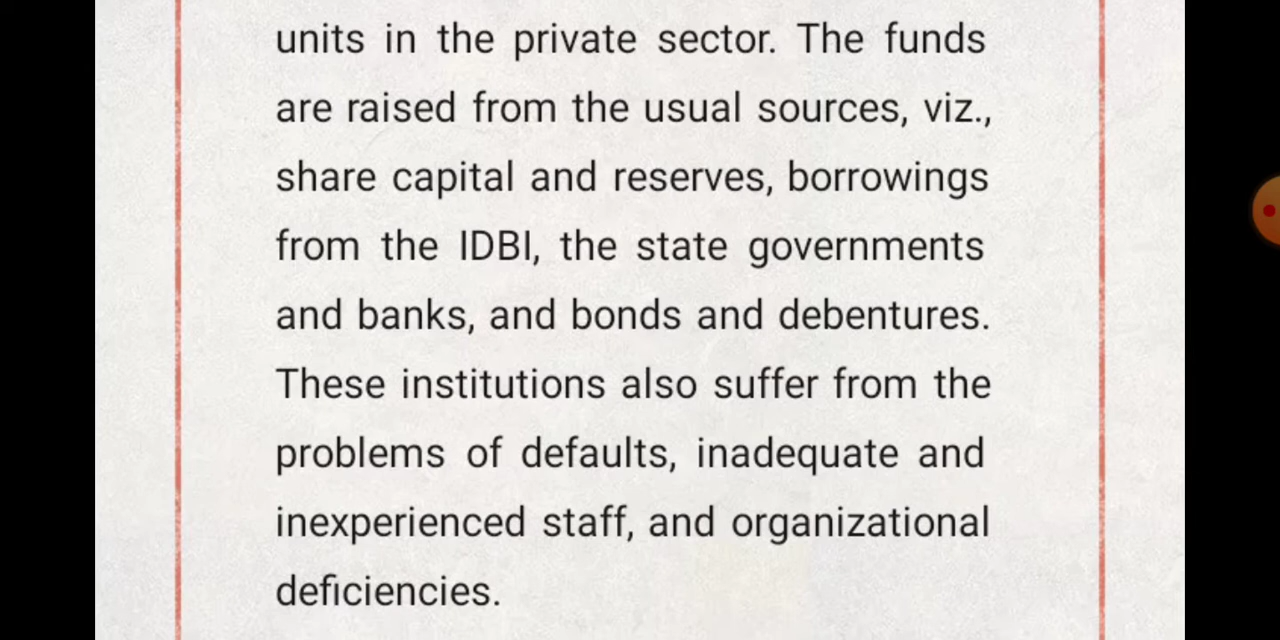 units in the private sector. The funds
are raised from the usual sources, viz.,
share capital and reserves, borrowings
from the IDBI, the state governments
and banks, and bonds and debentures.
These institutions also suffer from the
problems of defaults, inadequate and
inexperienced staff, and organizational
deficiencies.